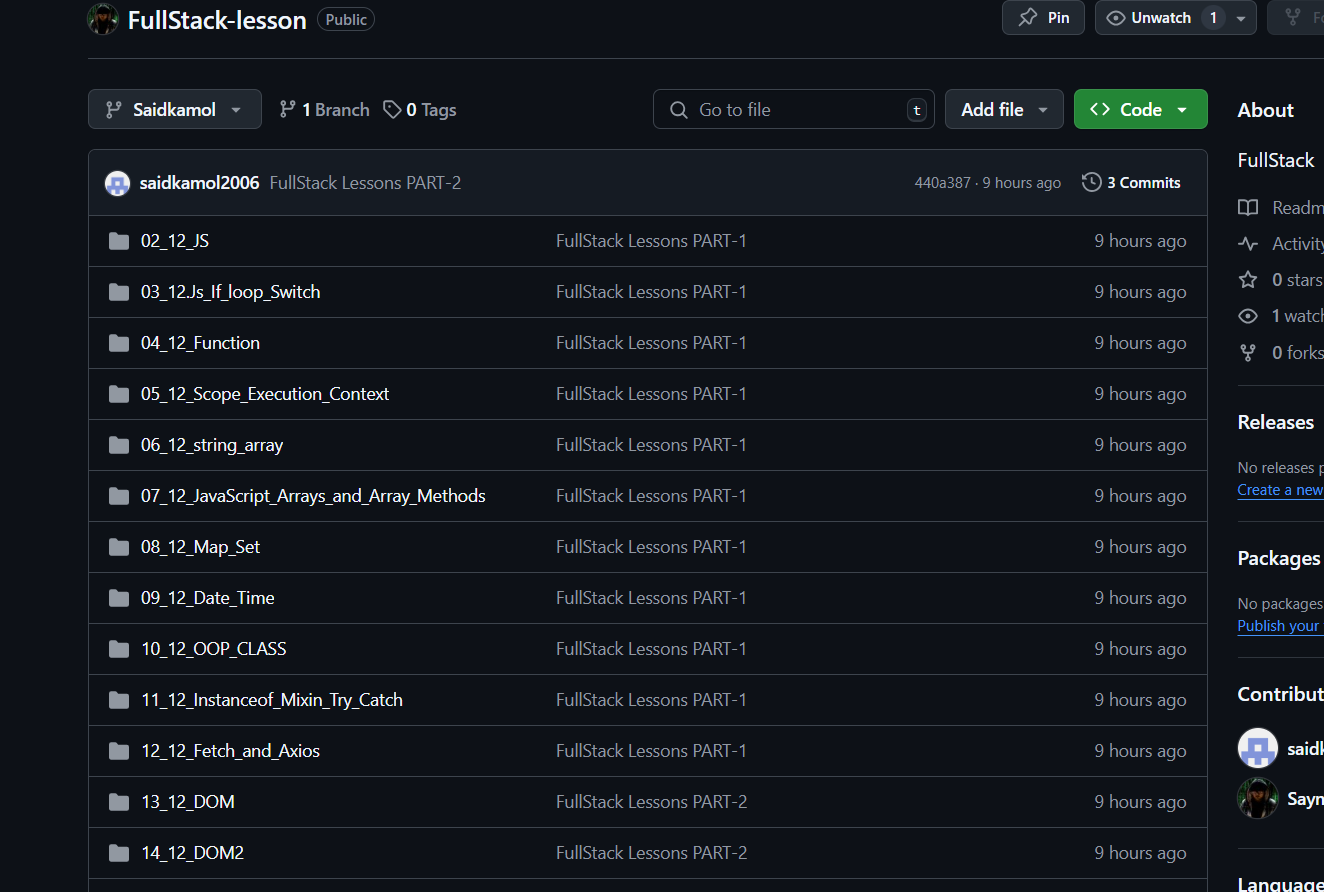 FullStack-lesson Public Pin Unwatch 1
Saidkamol 1 Branch 0 Tags Go to file t Add file Code
About
FullStack
saidkamol2006 FullStack Lessons PART-2 440a387 · 9 hours ago 3 Commits
02_12_JS FullStack Lessons PART-1 9 hours ago
03_12.Js_If_loop_Switch FullStack Lessons PART-1 9 hours ago
04_12_Function FullStack Lessons PART-1 9 hours ago
05_12_Scope_Execution_Context FullStack Lessons PART-1 9 hours ago
06_12_string_array FullStack Lessons PART-1 9 hours ago
07_12_JavaScript_Arrays_and_Array_Methods FullStack Lessons PART-1 9 hours ago
08_12_Map_Set FullStack Lessons PART-1 9 hours ago
09_12_Date_Time FullStack Lessons PART-1 9 hours ago
10_12_OOP_CLASS FullStack Lessons PART-1 9 hours ago
11_12_Instanceof_Mixin_Try_Catch FullStack Lessons PART-1 9 hours ago
12_12_Fetch_and_Axios FullStack Lessons PART-1 9 hours ago
13_12_DOM FullStack Lessons PART-2 9 hours ago
14_12_DOM2 FullStack Lessons PART-2 9 hours ago
Readm
Activity
0 stars
1 watch
0 forks
Releases
No releases p
Create a new
Packages
No packages
Publish your
Contribut
saidk
Sayn
Language